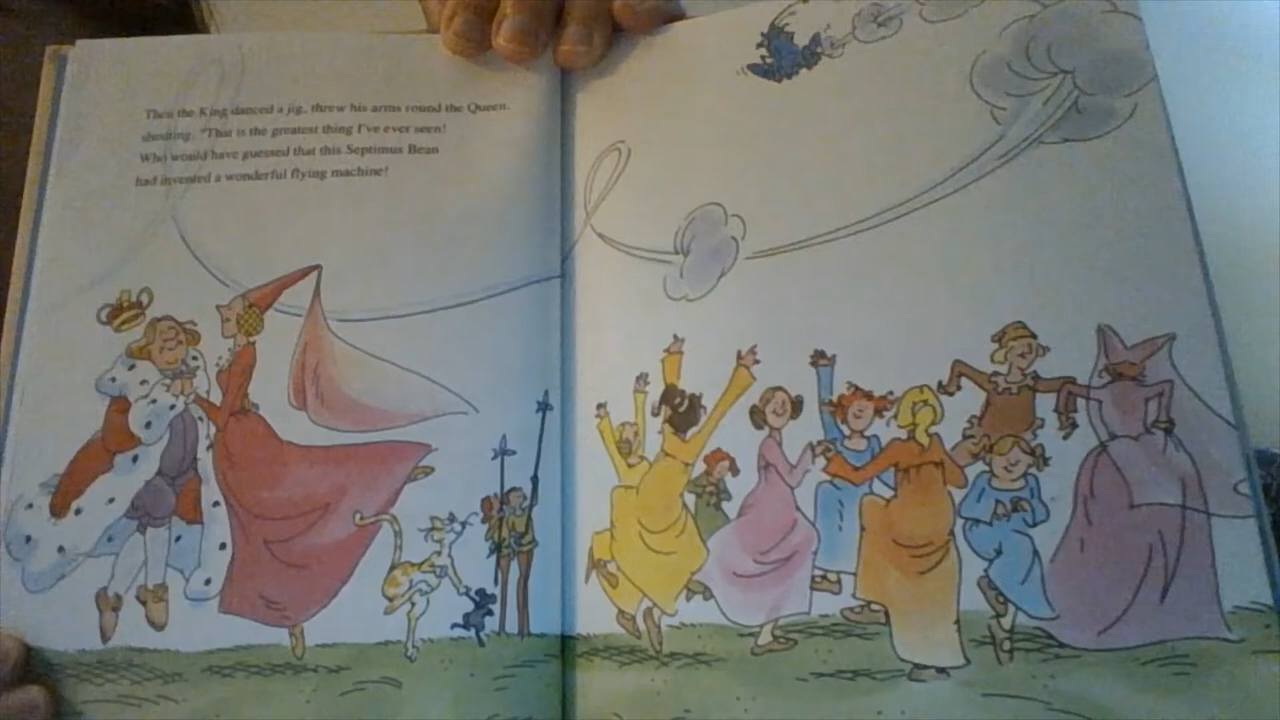 Then the King danced a jig, threw his arms round the Queen,
shouting, "That is the greatest thing I've ever seen!
Who would have guessed that this Septimus Bean
had invented a wonderful flying machine!